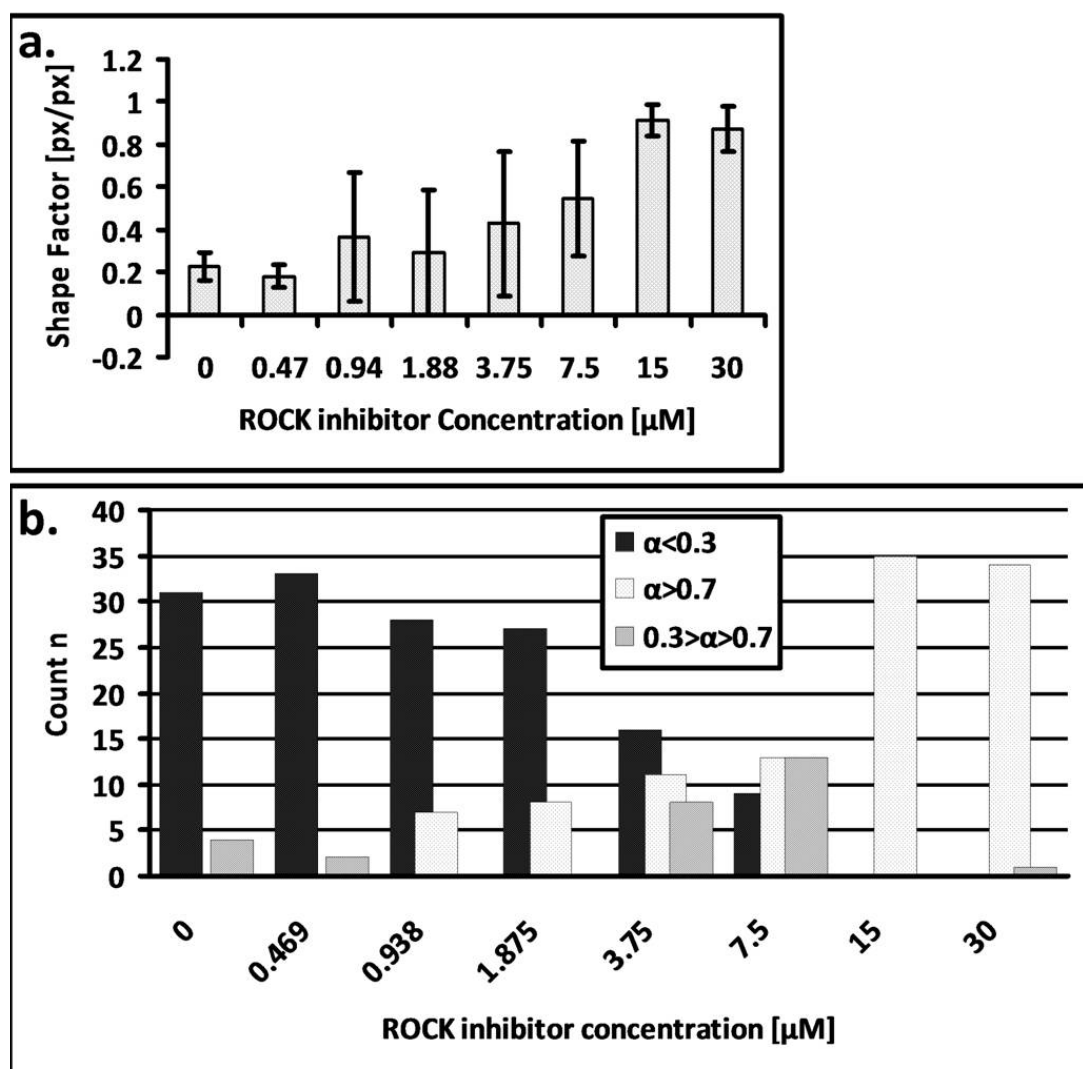 a.
Shape Factor [px/px]
1.2
1
0.8
0.6
0.4
0.2
0
-0.2
0 0.47 0.94 1.88 3.75 7.5 15 30
ROCK inhibitor Concentration [μM]
b.
Count n
40
35
30
25
20
15
10
5
0
α<0.3
α>0.7
0.3>α>0.7
0 0.469 0.938 1.875 3.75 7.5 15 30
ROCK inhibitor concentration [μM]